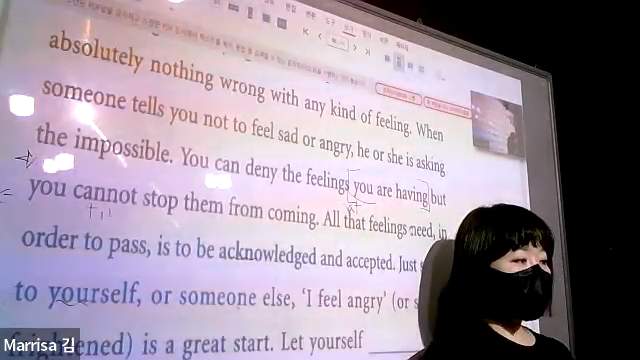 absolutely nothing wrong with any kind of feeling. When
someone tells you not to feel sad or angry, he or she is asking
the impossible. You can deny the feelings you are having but
you cannot stop them from coming. All that feelings need, in
order to pass, is to be acknowledged and accepted. Just
to yourself, or someone else, 'I feel angry' (or s
frightened) is a great start. Let yourself
Marrisa 김